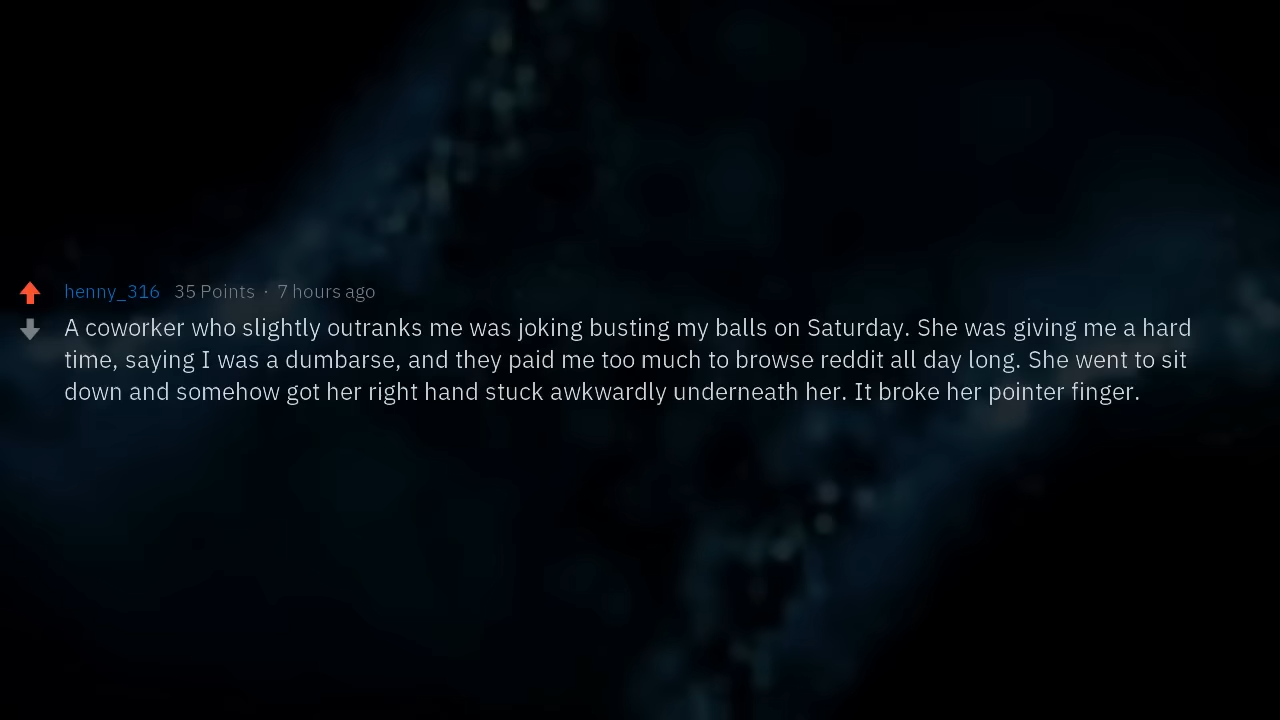 henny_316 35 Points · 7 hours ago
A coworker who slightly outranks me was joking busting my balls on Saturday. She was giving me a hard
time, saying I was a dumbarse, and they paid me too much to browse reddit all day long. She went to sit
down and somehow got her right hand stuck awkwardly underneath her. It broke her pointer finger.